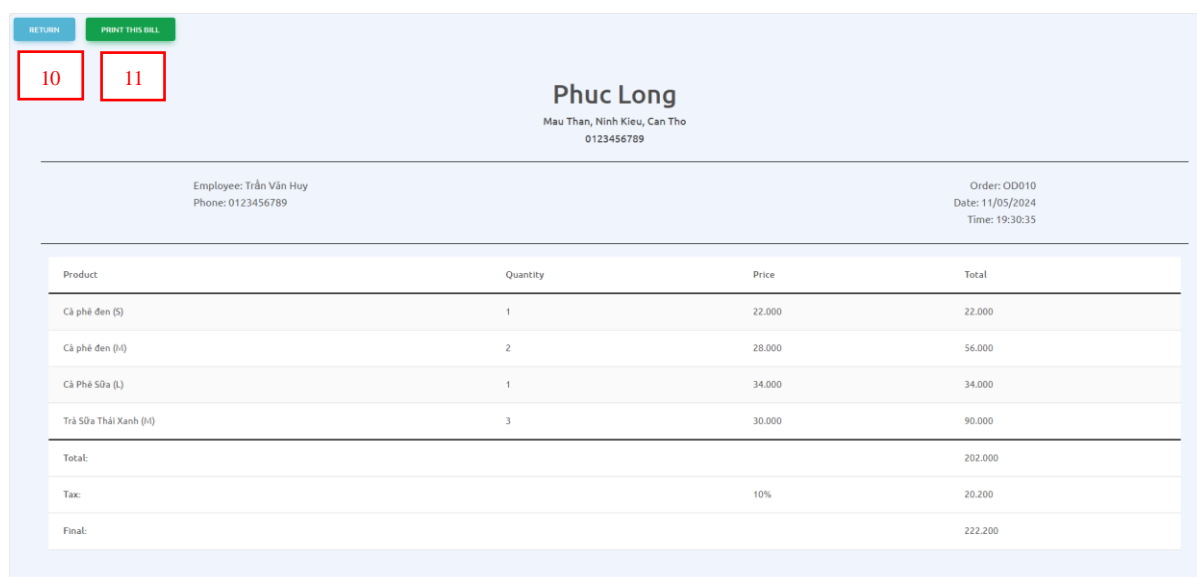 RETURN PRINT THIS BILL
10 11
Phuc Long
Mau Than, Ninh Kieu, Can Tho
0123456789
Employee: Trần Văn Huy Order: OD010
Phone: 0123456789 Date: 11/05/2024
Time: 19:30:35
Product Quantity Price Total
Cà phê đen (S) 1 22.000 22.000
Cà phê đen (M) 2 28.000 56.000
Cà Phê Sữa (L) 1 34.000 34.000
Trà Sữa Thái Xanh (M) 3 30.000 90.000
Total: 202.000
Tax: 10% 20.200
Final: 222.200